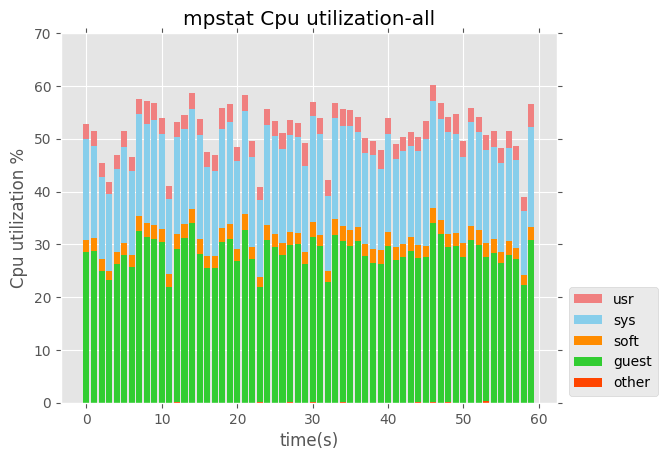 mpstat Cpu utilization-all
70
60
50
40
30
20
10
0
Cpu utilization %
0 10 20 30 40 50 60
time(s)
usr
sys
soft
guest
other